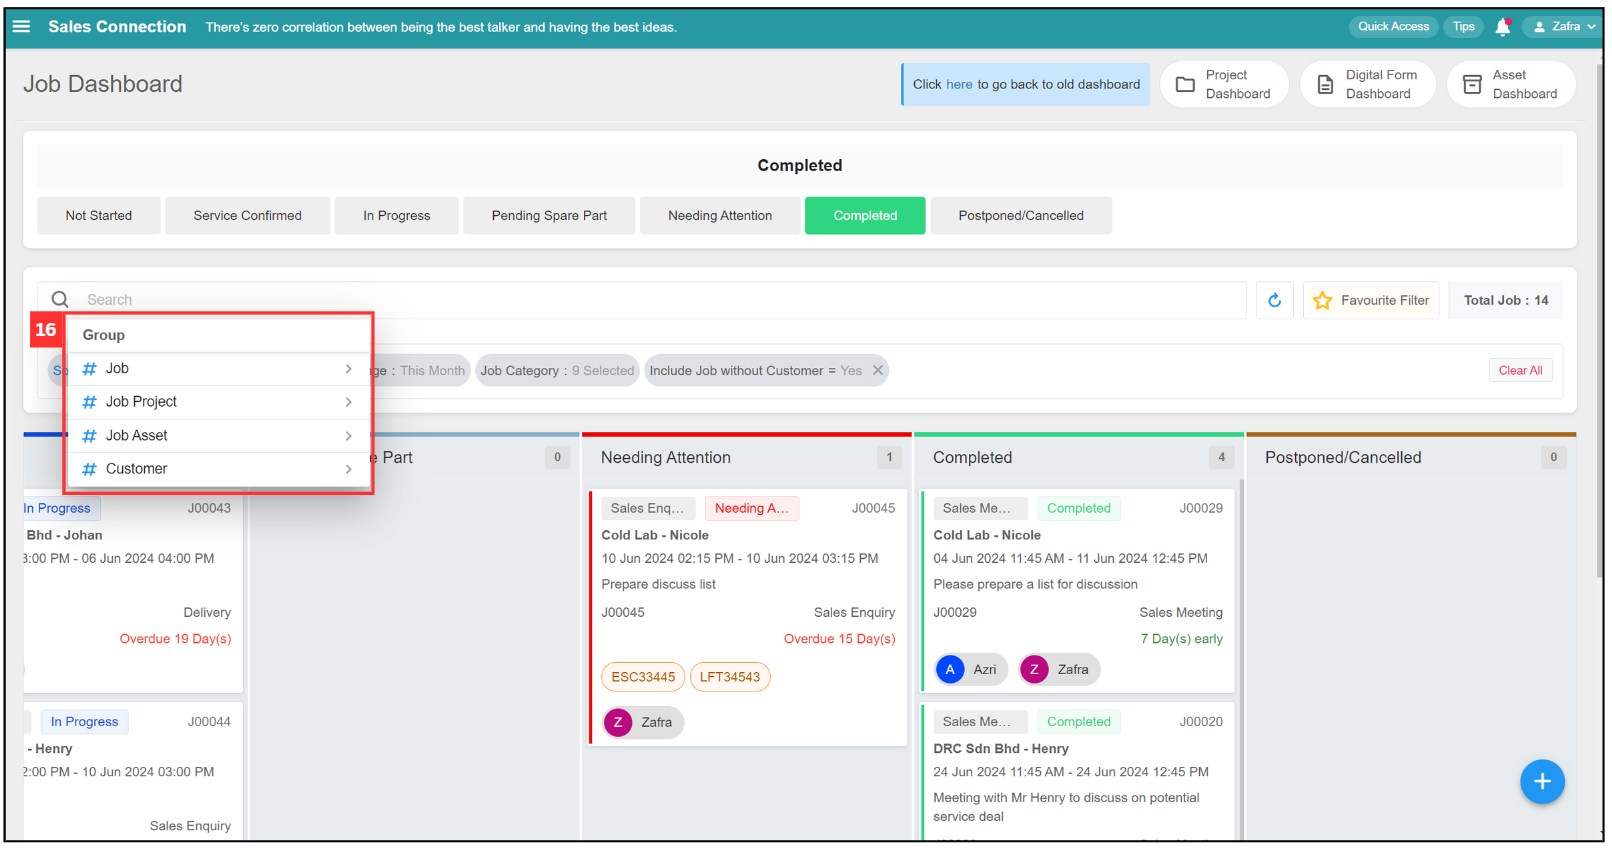 Sales Connection There's zero correlation between being the best talker and having the best ideas. Quick Access Tips Zafra
Job Dashboard
Click here to go back to old dashboard
Project
Dashboard
Digital Form
Dashboard
Asset
Dashboard
Completed
Not Started Service Confirmed In Progress Pending Spare Part Needing Attention Completed Postponed/Cancelled
Search
Favourite Filter Total Job : 14
16
Group
# Job
# Job Project
# Job Asset
# Customer
So
nge : This Month Job Category : 9 Selected Include Job without Customer = Yes
Clear All
e Part 0
Needing Attention 1
Completed 4
Postponed/Cancelled 0
In Progress J00043
Bhd - Johan
3:00 PM - 06 Jun 2024 04:00 PM
Delivery
Overdue 19 Day(s)
In Progress J00044
- Henry
2:00 PM - 10 Jun 2024 03:00 PM
Sales Enquiry
Sales Enq... Needing A... J00045
Cold Lab - Nicole
10 Jun 2024 02:15 PM - 10 Jun 2024 03:15 PM
Prepare discuss list
J00045 Sales Enquiry
Overdue 15 Day(s)
ESC33445 LFT34543
Z Zafra
Sales Me... Completed J00029
Cold Lab - Nicole
04 Jun 2024 11:45 AM - 11 Jun 2024 12:45 PM
Please prepare a list for discussion
J00029 Sales Meeting
7 Day(s) early
A Azri Z Zafra
Sales Me... Completed J00020
DRC Sdn Bhd - Henry
24 Jun 2024 11:45 AM - 24 Jun 2024 12:45 PM
Meeting with Mr Henry to discuss on potential
service deal